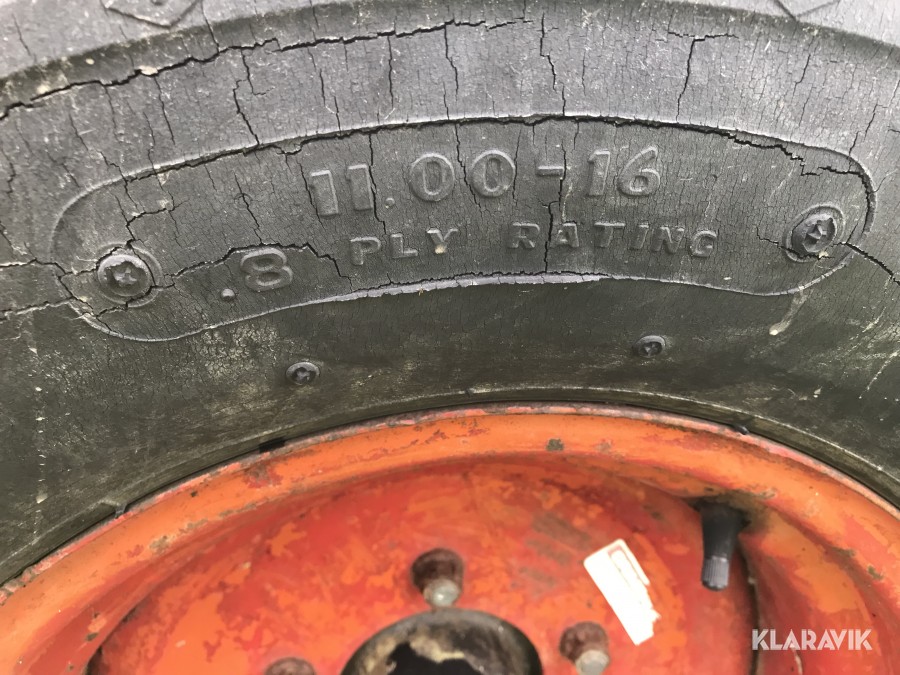 11.00-16
.8 PLY RATING
KLARAVIK